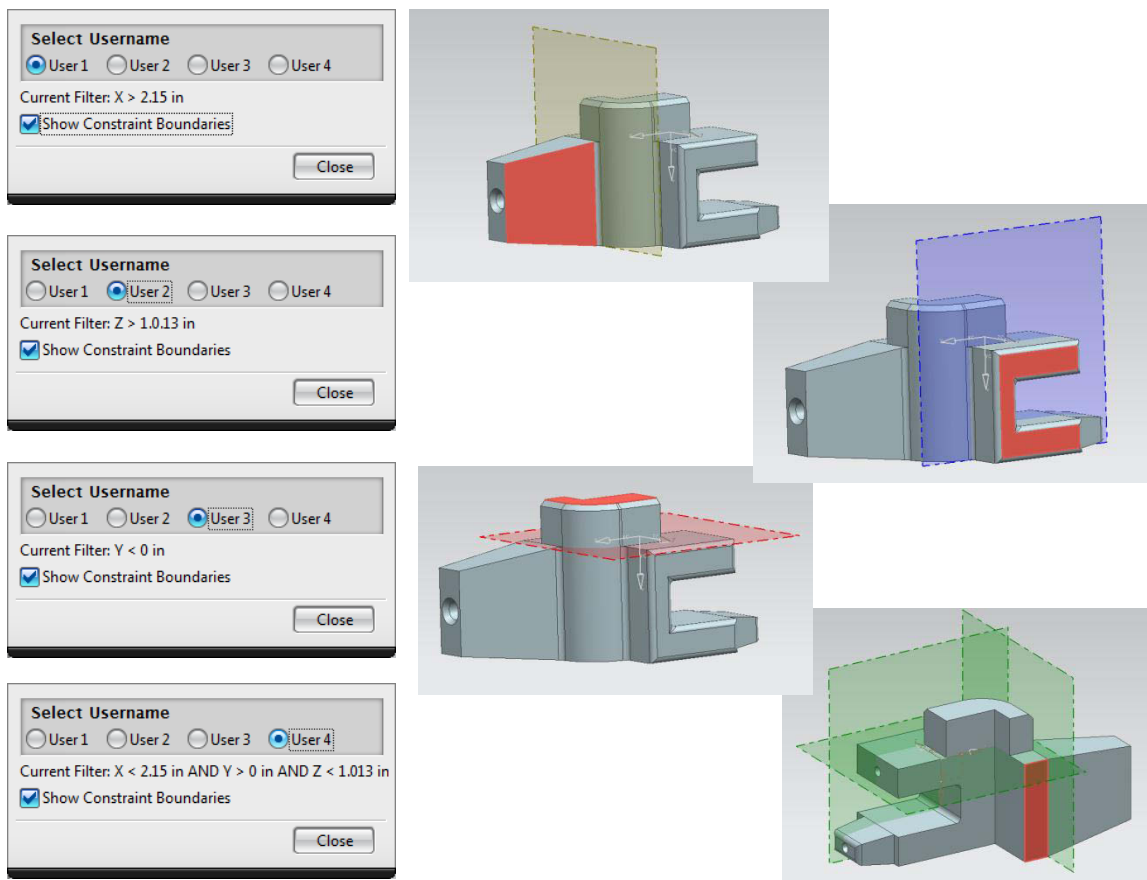 Select Username
User 1 User 2 User 3 User 4
Current Filter: X > 2.15 in
Show Constraint Boundaries
Close
Select Username
User 1 User 2 User 3 User 4
Current Filter: Z > 1.0.13 in
Show Constraint Boundaries
Close
Select Username
User 1 User 2 User 3 User 4
Current Filter: Y < 0 in
Show Constraint Boundaries
Close
Select Username
User 1 User 2 User 3 User 4
Current Filter: X < 2.15 in AND Y > 0 in AND Z < 1.013 in
Show Constraint Boundaries
Close